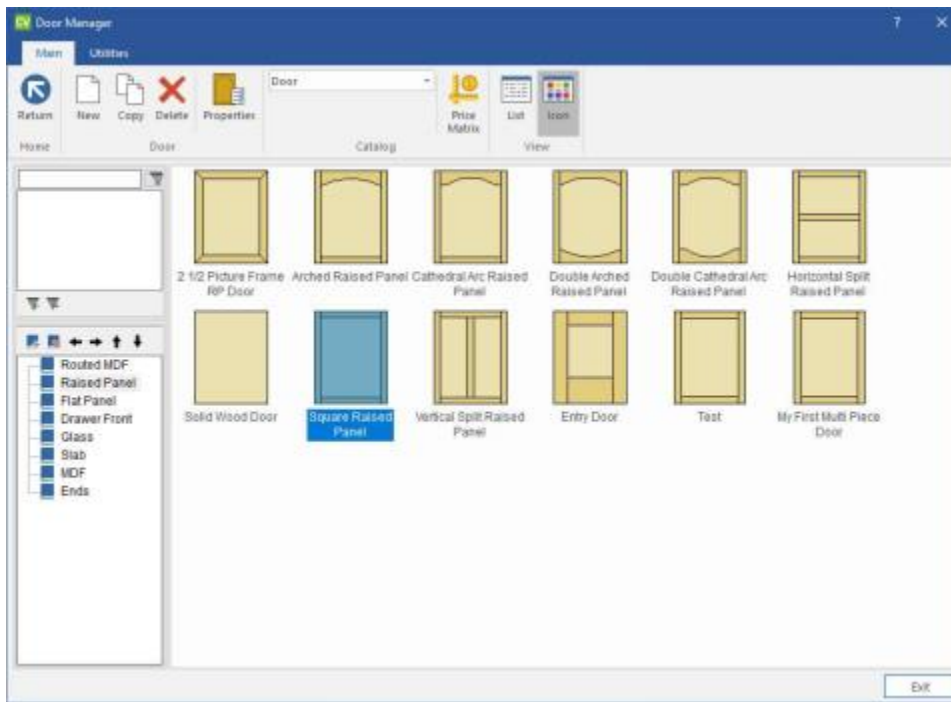 CV Door Manager
?
Main Utilities
Return
New Copy Delete Properties
Door
Price Matrix
List Icon
Home Door Catalog View
2 1/2 Picture Frame RP Door
Arched Raised Panel
Cathedral Arc Raised Panel
Double Arched Raised Panel
Double Cathedral Arc Raised Panel
Horizontal Split Raised Panel
Solid Wood Door
Square Raised Panel
Vertical Split Raised Panel
Entry Door
Test
My First Multi Piece Door
Routed MDF
Raised Panel
Flat Panel
Drawer Front
Glass
Slab
MDF
Ends
Exit